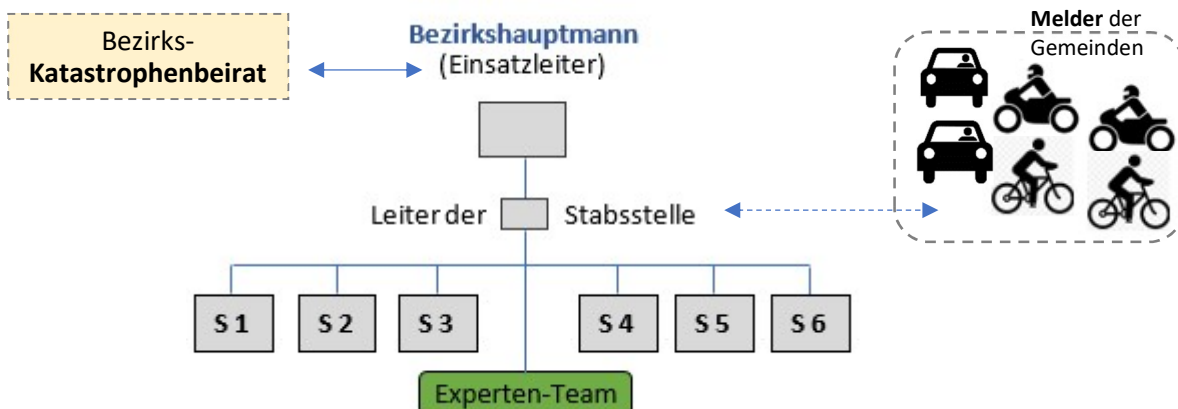 Bezirks-
Katastrophenbeirat
Bezirkshauptmann
(Einsatzleiter)
Melder der
Gemeinden
Leiter der Stabsstelle
S 1 S 2 S 3 S 4 S 5 S 6
Experten-Team